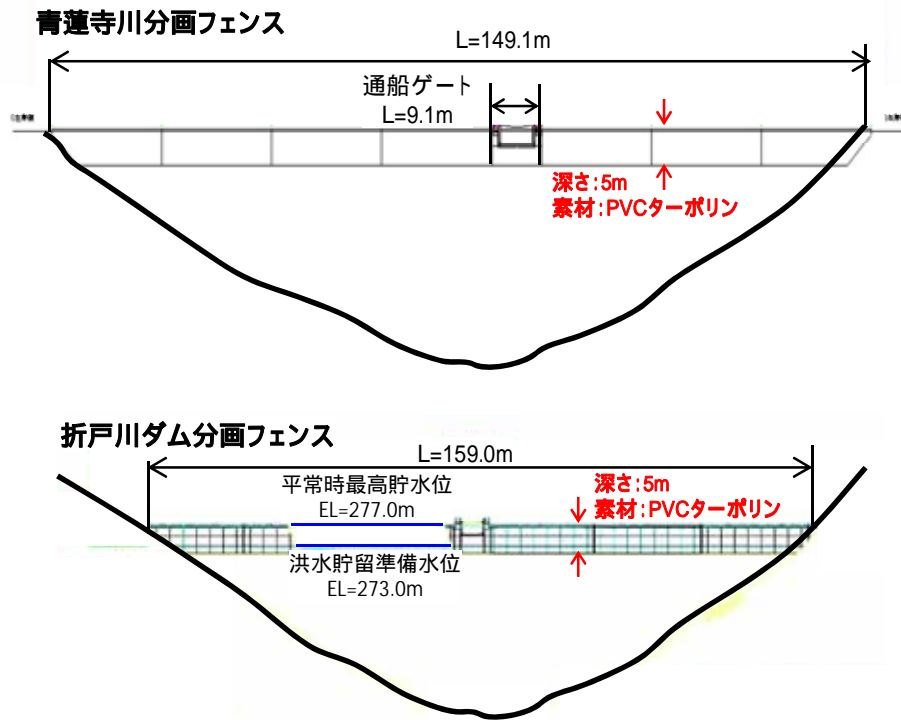 青蓮寺川分画フェンス
L=149.1m
通船ゲート
L=9.1m
深さ:5m
素材:PVCターポリン
折戸川ダム分画フェンス
L=159.0m
平常時最高貯水位
EL=277.0m
深さ:5m
素材:PVCターポリン
洪水貯留準備水位
EL=273.0m